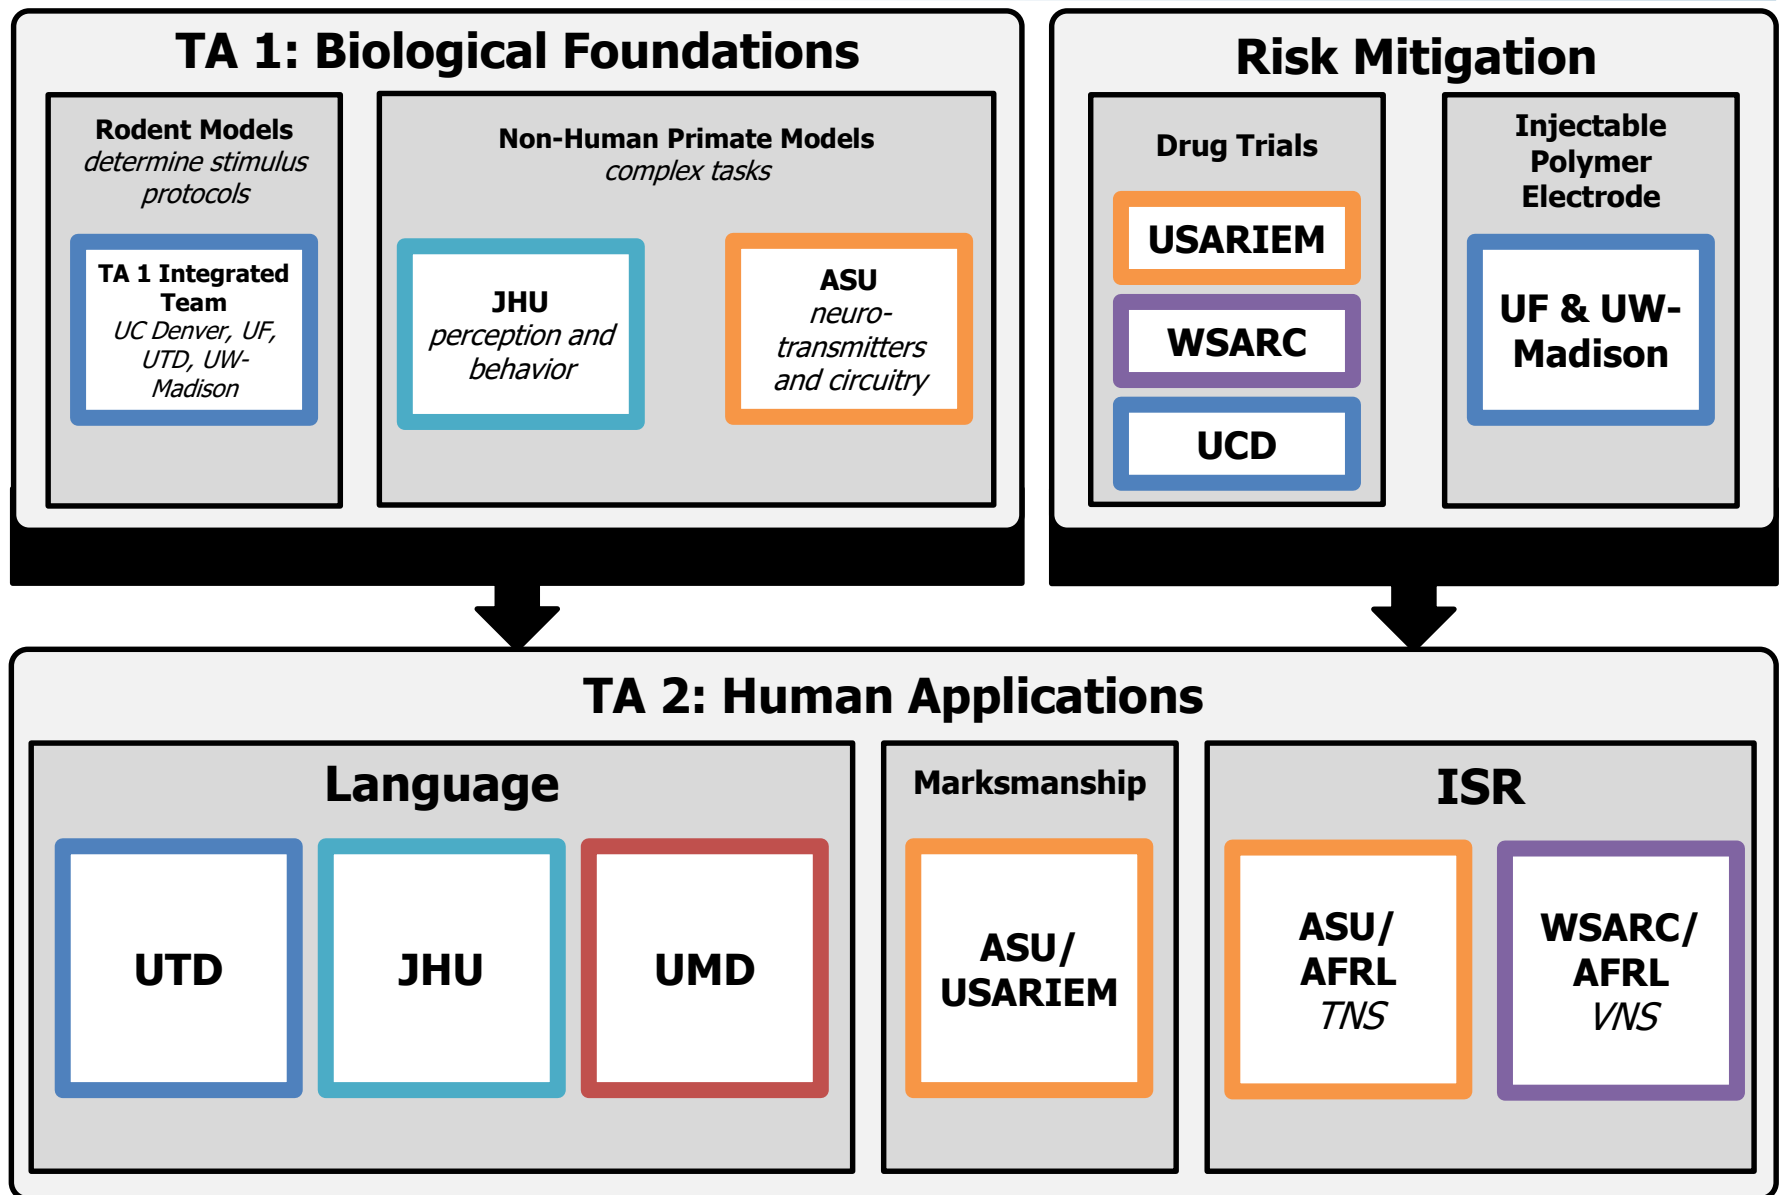 TA 1: Biological Foundations
Rodent Models
determine stimulus
protocols
TA 1 Integrated
Team
UC Denver, UF,
UTD, UW-
Madison
Non-Human Primate Models
complex tasks
JHU
perception and
behavior
ASU
neuro-
transmitters
and circuitry
Risk Mitigation
Drug Trials
USARIEM
WSARC
UCD
Injectable
Polymer
Electrode
UF & UW-
Madison
TA 2: Human Applications
Language
UTD
JHU
UMD
Marksmanship
ASU/
USARIEM
ISR
ASU/
AFRL
TNS
WSARC/
AFRL
VNS